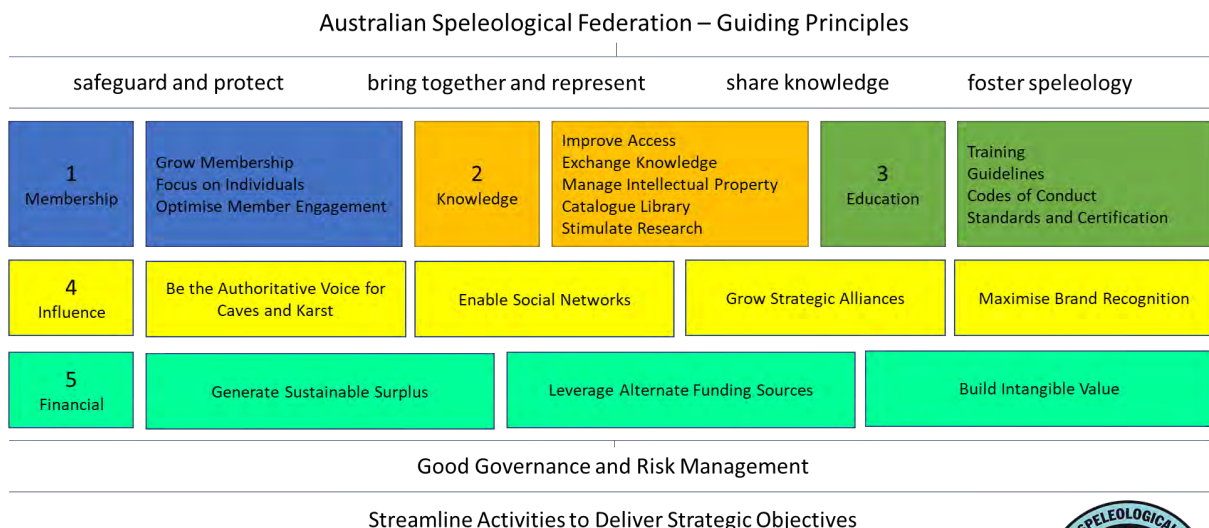 Australian Speleological Federation – Guiding Principles
safeguard and protect
bring together and represent
share knowledge
foster speleology
1
Membership
Grow Membership
Focus on Individuals
Optimise Member Engagement
2
Knowledge
Improve Access
Exchange Knowledge
Manage Intellectual Property
Catalogue Library
Stimulate Research
3
Education
Training
Guidelines
Codes of Conduct
Standards and Certification
4
Influence
Be the Authoritative Voice for
Caves and Karst
Enable Social Networks
Grow Strategic Alliances
Maximise Brand Recognition
5
Financial
Generate Sustainable Surplus
Leverage Alternate Funding Sources
Build Intangible Value
Good Governance and Risk Management
Streamline Activities to Deliver Strategic Objectives
SPELEOLOGICAL